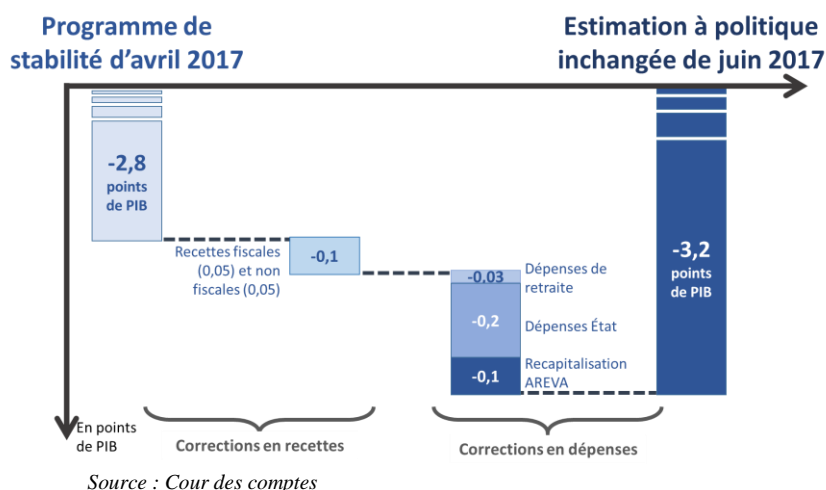 Programme de
stabilité d'avril 2017
Estimation à politique
inchangée de juin 2017
-2,8
points
de PIB
Recettes fiscales
(0,05) et non
fiscales (0,05)
-0,1
-0,03
Dépenses de
retraite
-0,2
Dépenses État
-0,1
Recapitalisation
AREVA
-3,2
points
de PIB
En points
de PIB
Corrections en recettes
Corrections en dépenses
Source : Cour des comptes